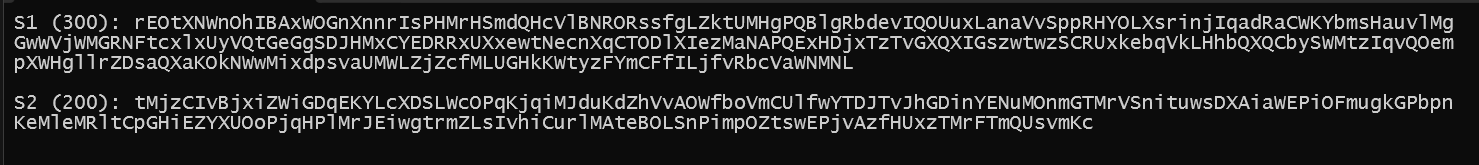 S1 (300): rEOtXNWnOhIBAxWOGnXnnrIsPHMrHSmdQHcVlBNRORssfgLZktUMHgPQBlgRbdevIQOUuxLanaVvSppRHYOLXsrinjIqadRaCWKYbmsHauvlMg
GwWVjWMGRNFtcxlxUyVQtGeGgSDJHMxCYEDRRxUXxewtNecnXqCTODlXIezMaNAPQExHDjxTzTvGXQXIGszwtwzSCRUxkebqVkLHhbQXQCbySWMtzIqvQOem
pXWHgllrZDsaQXaKOkNWwMixdpsvaUMWLZjZcfMLUGHkKWtyzFYmCFfILjfvRbcVaWNMNL
S2 (200): tMjzCIvBjxiZWiGDqEKYLcXDSLWcOPqKjqiMJduKdZhVvAOWfboVmCUlfwYTDJTvJhGDinYENuMOnmGTMrVSnituwsDXAiaWEPiOFmugkGPbpn
KeMleMRltCpGHiEZYXUOoPjqHPlMrJEiwgtrmZLsIvhiCurlMAteBOLSnPimpOZtswEPjvAzfHUxzTMrFTmQUsvmKc